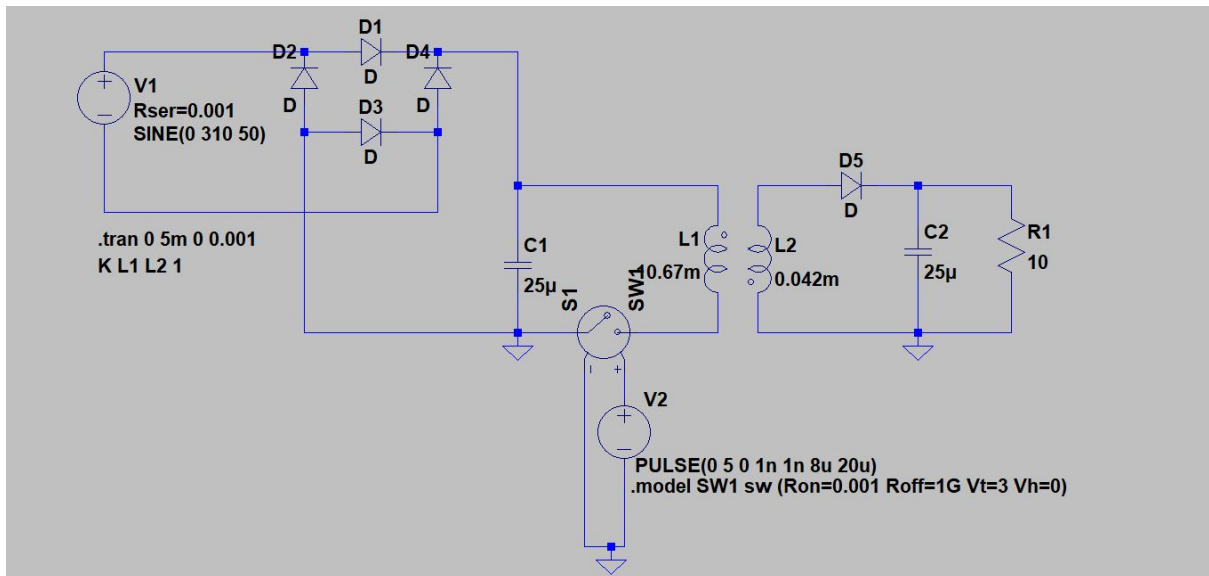 D1
D2
D4
D
V1
Rser=0.001
SINE(0 310 50)
D
D3
D
D
.tran 0 5m 0 0.001
K L1 L2 1
C1
25µ
S1
SW1
L1
10.67m
L2
0.042m
D5
D
C2
25µ
R1
10
V2
PULSE(0 5 0 1n 1n 8u 20u)
.model SW1 sw (Ron=0.001 Roff=1G Vt=3 Vh=0)